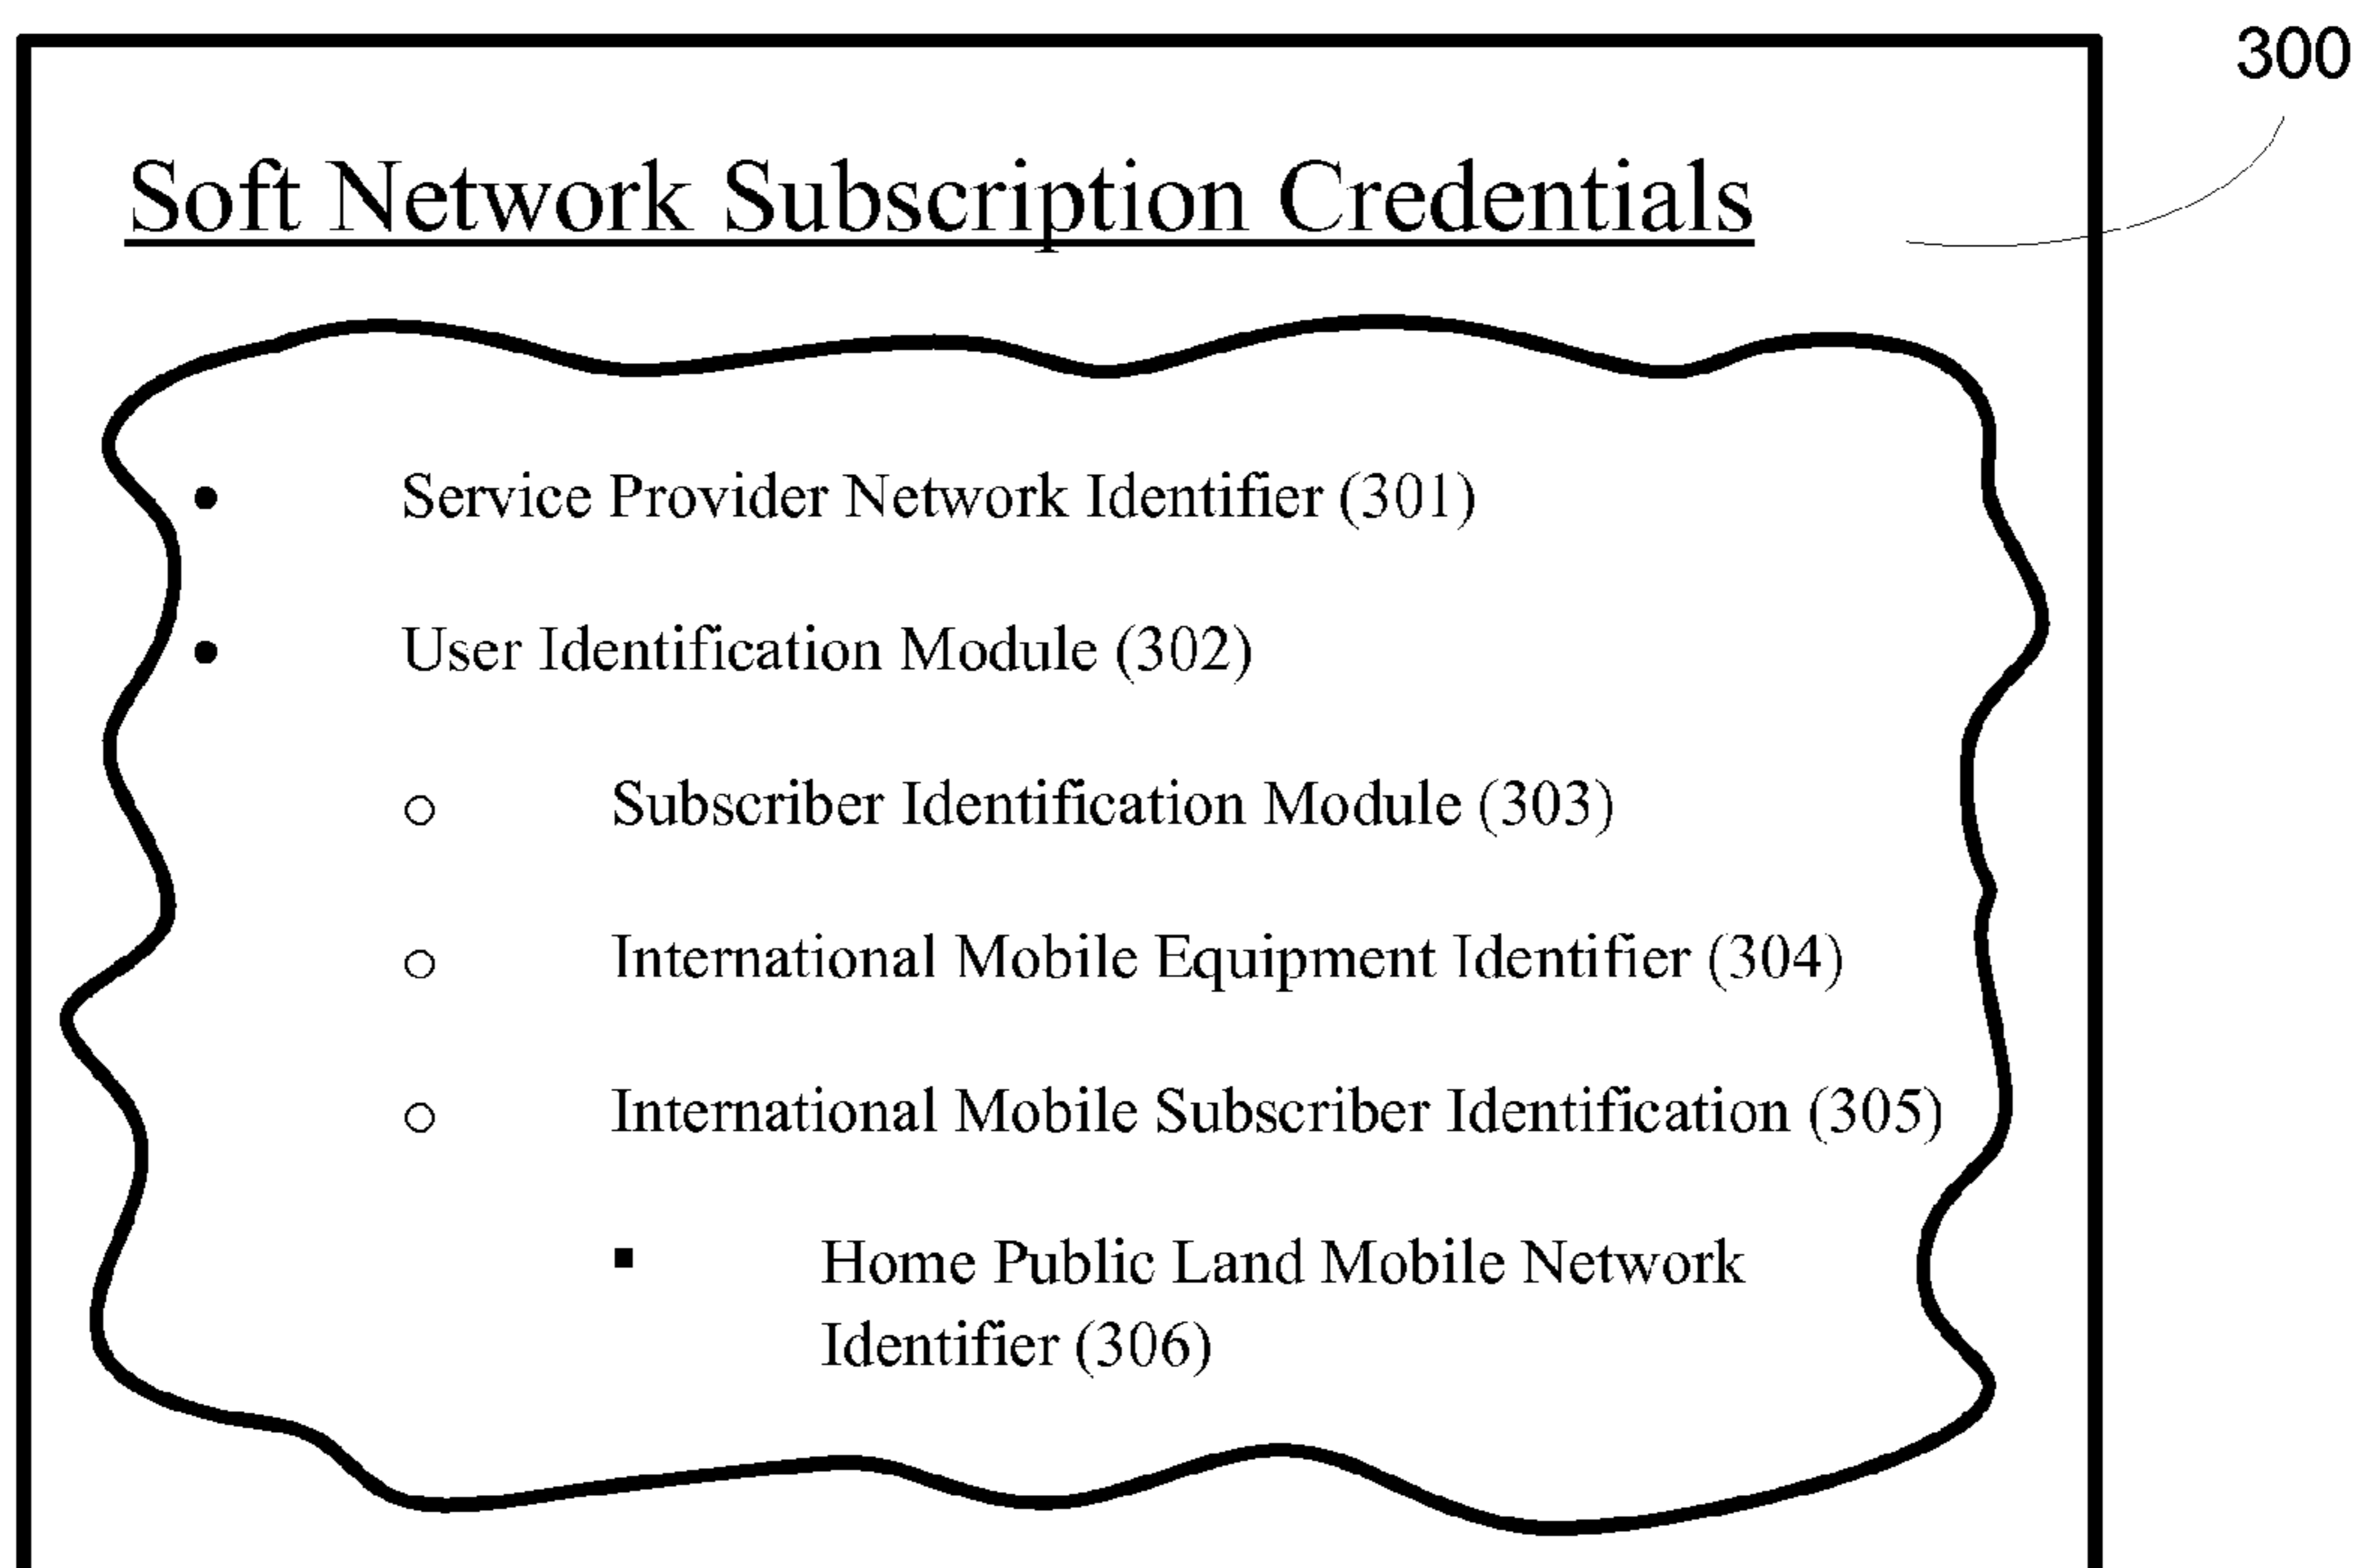 300
Soft Network Subscription Credentials
• Service Provider Network Identifier (301)
• User Identification Module (302)
○ Subscriber Identification Module (303)
○ International Mobile Equipment Identifier (304)
○ International Mobile Subscriber Identification (305)
▪ Home Public Land Mobile Network
Identifier (306)